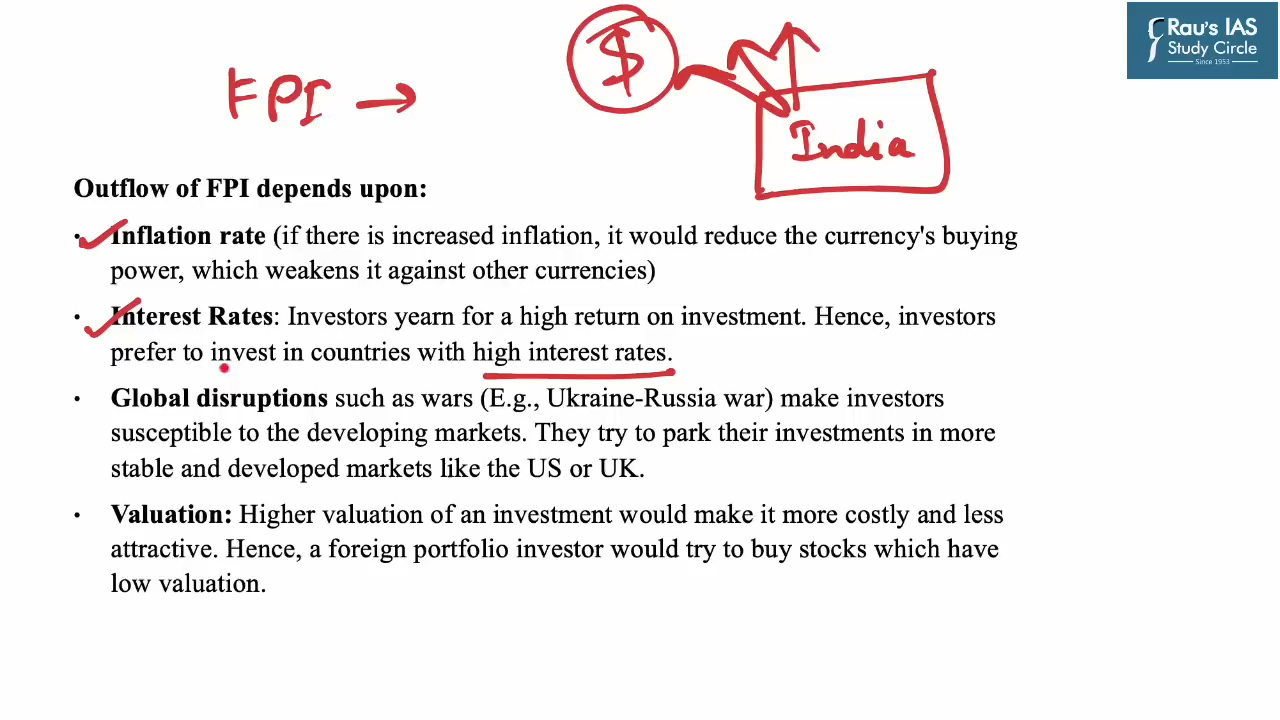 Rau's IAS
Study Circle
Since 1953
$
FPI →
India
Outflow of FPI depends upon:
• Inflation rate (if there is increased inflation, it would reduce the currency's buying
power, which weakens it against other currencies)
• Interest Rates: Investors yearn for a high return on investment. Hence, investors
prefer to invest in countries with high interest rates.
• Global disruptions such as wars (E.g., Ukraine-Russia war) make investors
susceptible to the developing markets. They try to park their investments in more
stable and developed markets like the US or UK.
• Valuation: Higher valuation of an investment would make it more costly and less
attractive. Hence, a foreign portfolio investor would try to buy stocks which have
low valuation.